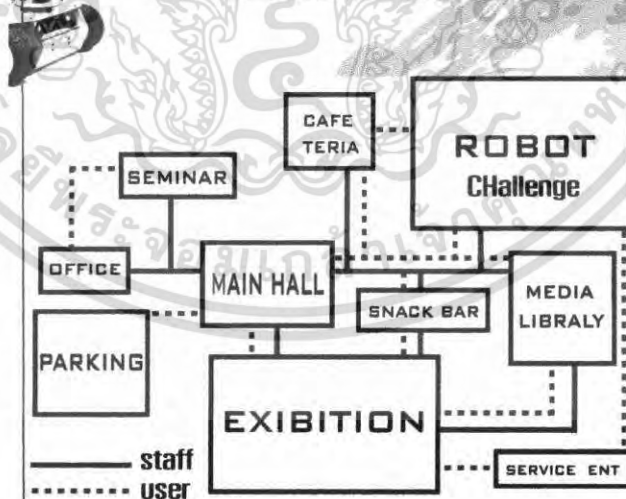 CAFE
TERIA
ROBOT
CHallenge
SEMINAR
OFFICE
MAIN HALL
SNACK BAR
MEDIA
LIBRALY
PARKING
EXIBITION
SERVICE ENT
staff
user